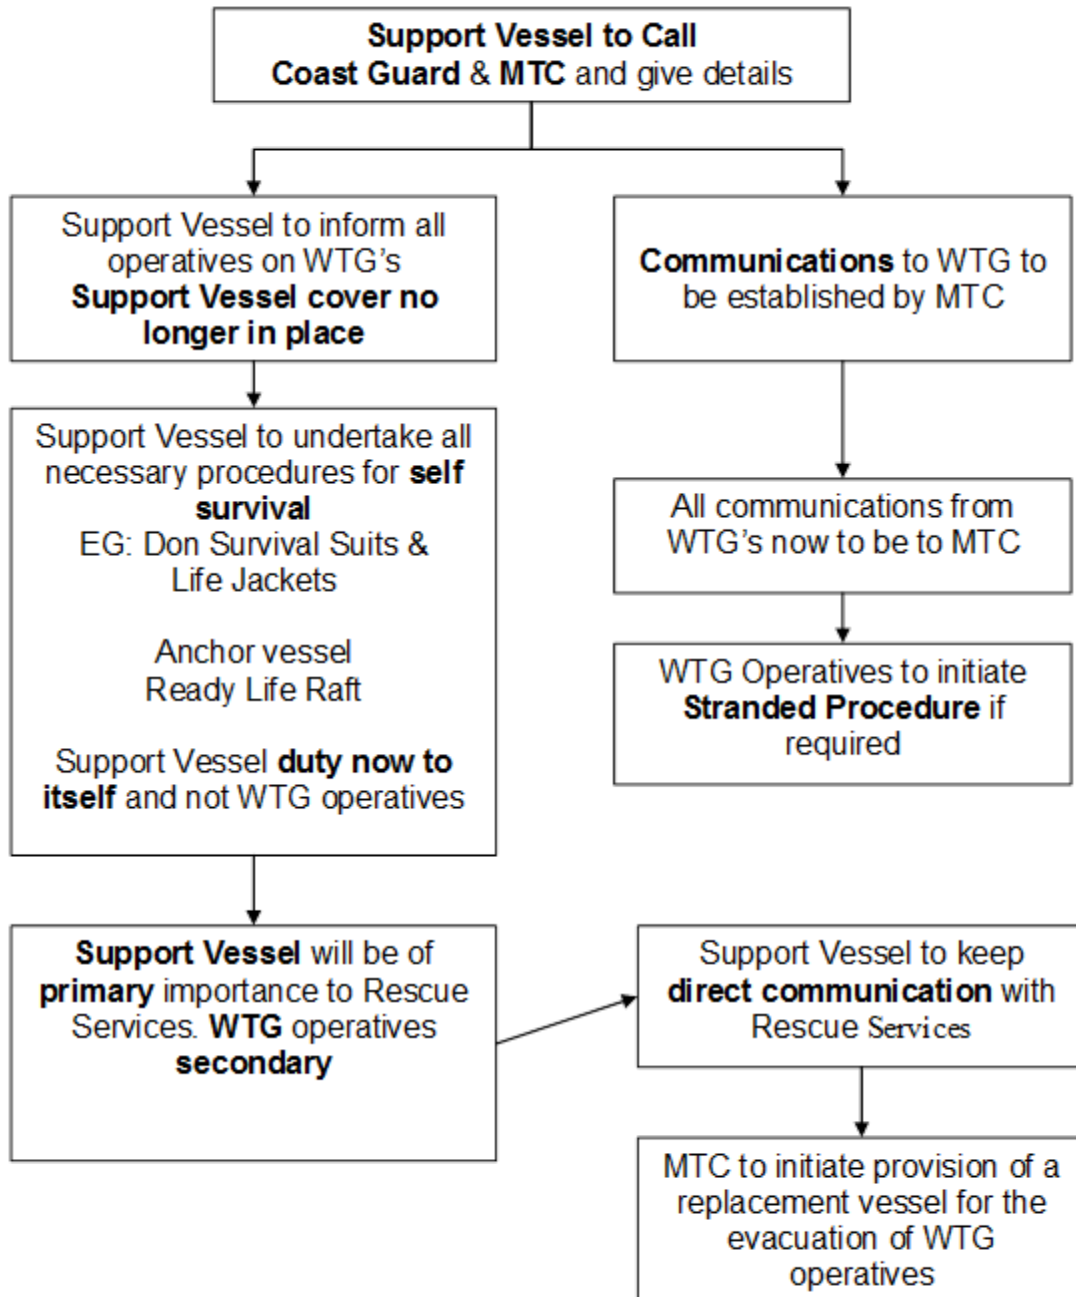 Support Vessel to Call
Coast Guard & MTC and give details
Support Vessel to inform all
operatives on WTG's
Support Vessel cover no
longer in place
Communications to WTG to
be established by MTC
Support Vessel to undertake all
necessary procedures for self
survival
EG: Don Survival Suits &
Life Jackets
Anchor vessel
Ready Life Raft
Support Vessel duty now to
itself and not WTG operatives
All communications from
WTG's now to be to MTC
WTG Operatives to initiate
Stranded Procedure if
required
Support Vessel will be of
primary importance to Rescue
Services. WTG operatives
secondary
Support Vessel to keep
direct communication with
Rescue Services
MTC to initiate provision of a
replacement vessel for the
evacuation of WTG
operatives